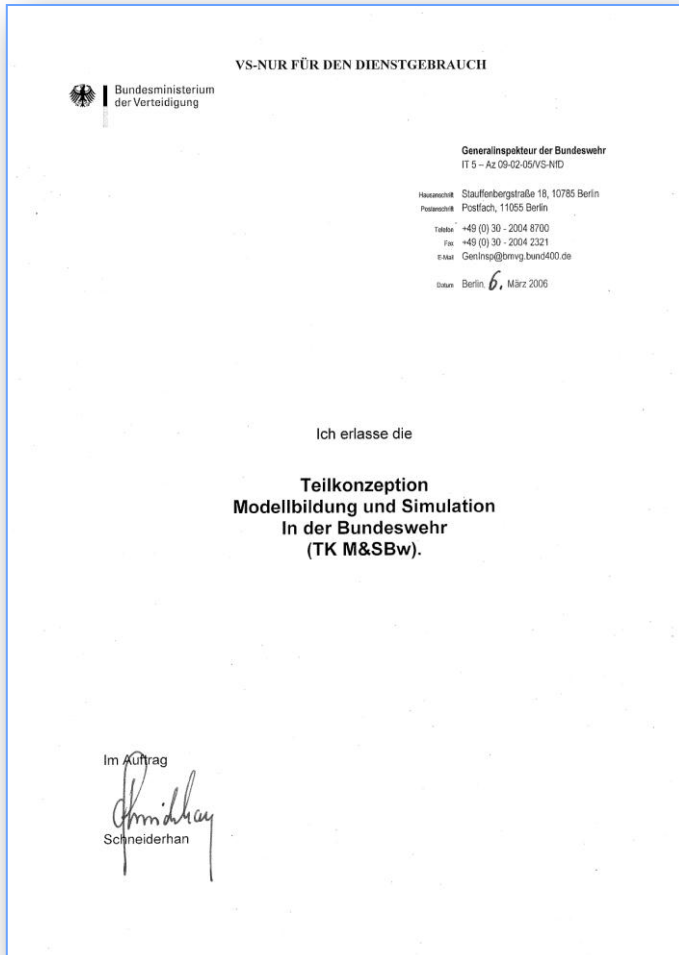 VS-NUR FÜR DEN DIENSTGEBRAUCH
Bundesministerium
der Verteidigung
Generalinspekteur der Bundeswehr
IT 5 – Az 09-02-05/VS-NfD
Hausanschrift Stauffenbergstraße 18, 10785 Berlin
Postanschrift Postfach, 11055 Berlin
Telefon +49 (0) 30 - 2004 8700
Fax +49 (0) 30 - 2004 2321
E-Mail GenInsp@bmvg.bund400.de
Datum Berlin, 6. März 2006
Ich erlasse die
Teilkonzeption
Modellbildung und Simulation
In der Bundeswehr
(TK M&SBw).
Im Auftrag
Schneiderhan